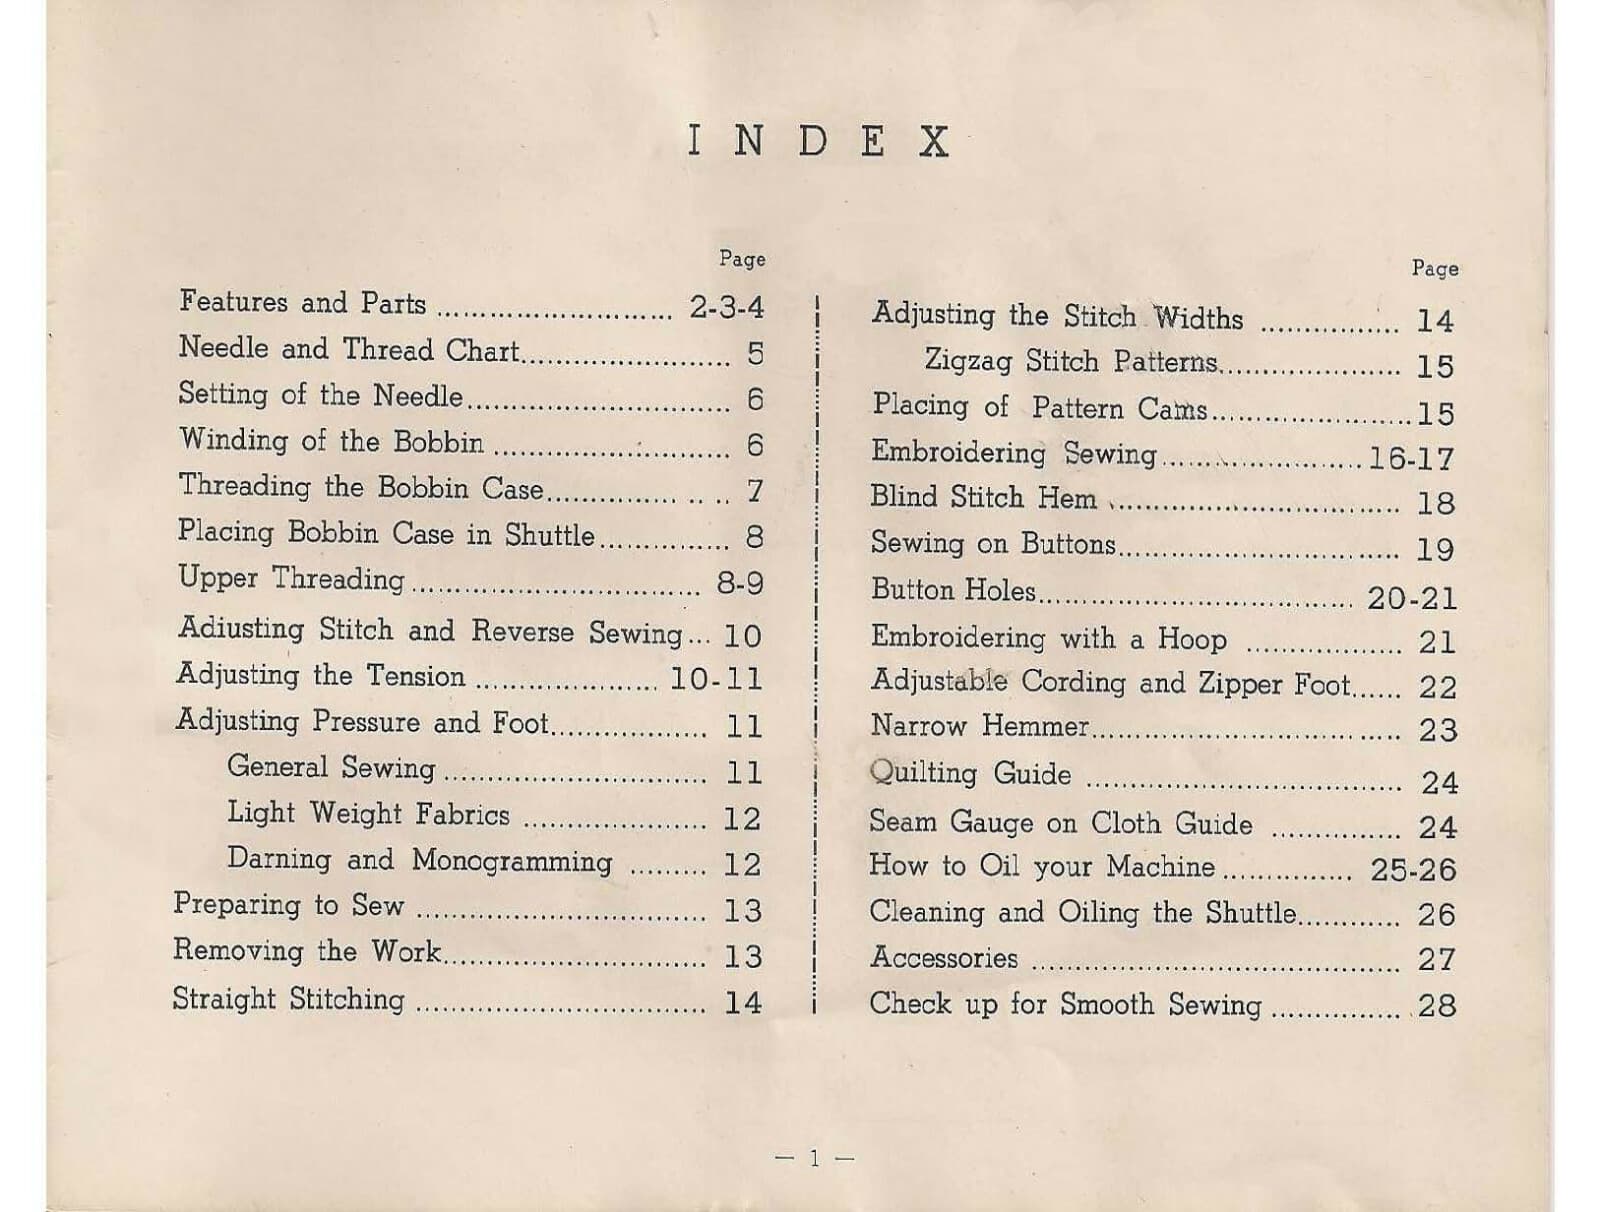 INDEX
Page
Features and Parts ........................... 2-3-4
Needle and Thread Chart........................ 5
Setting of the Needle.............................. 6
Winding of the Bobbin ........................... 6
Threading the Bobbin Case............... .. .. 7
Placing Bobbin Case in Shuttle............... 8
Upper Threading ................................. 8-9
Adiusting Stitch and Reverse Sewing... 10
Adjusting the Tension ..................... 10-11
Adjusting Pressure and Foot.................. 11
General Sewing .............................. 11
Light Weight Fabrics ..................... 12
Darning and Monogramming ......... 12
Preparing to Sew ................................. 13
Removing the Work.............................. 13
Straight Stitching ................................. 14
Page
Adjusting the Stitch Widths ................ 14
Zigzag Stitch Patterns..................... 15
Placing of Pattern Cams.......................15
Embroidering Sewing.......................16-17
Blind Stitch Hem ................................. 18
Sewing on Buttons................................ 19
Button Holes.................................... 20-21
Embroidering with a Hoop .................. 21
Adjustable Cording and Zipper Foot...... 22
Narrow Hemmer................................... 23
Quilting Guide .................................... 24
Seam Gauge on Cloth Guide ............... 24
How to Oil your Machine............... 25-26
Cleaning and Oiling the Shuttle............ 26
Accessories .......................................... 27
Check up for Smooth Sewing ............... 28
— 1 —